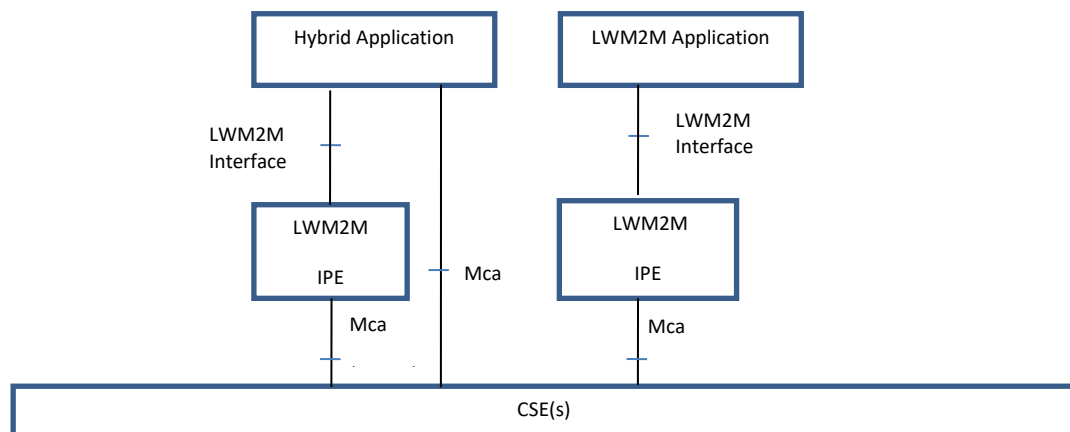 Hybrid Application
LWM2M Application
LWM2M
Interface
LWM2M
Interface
LWM2M
IPE
LWM2M
IPE
Mca
Mca
Mca
CSE(s)